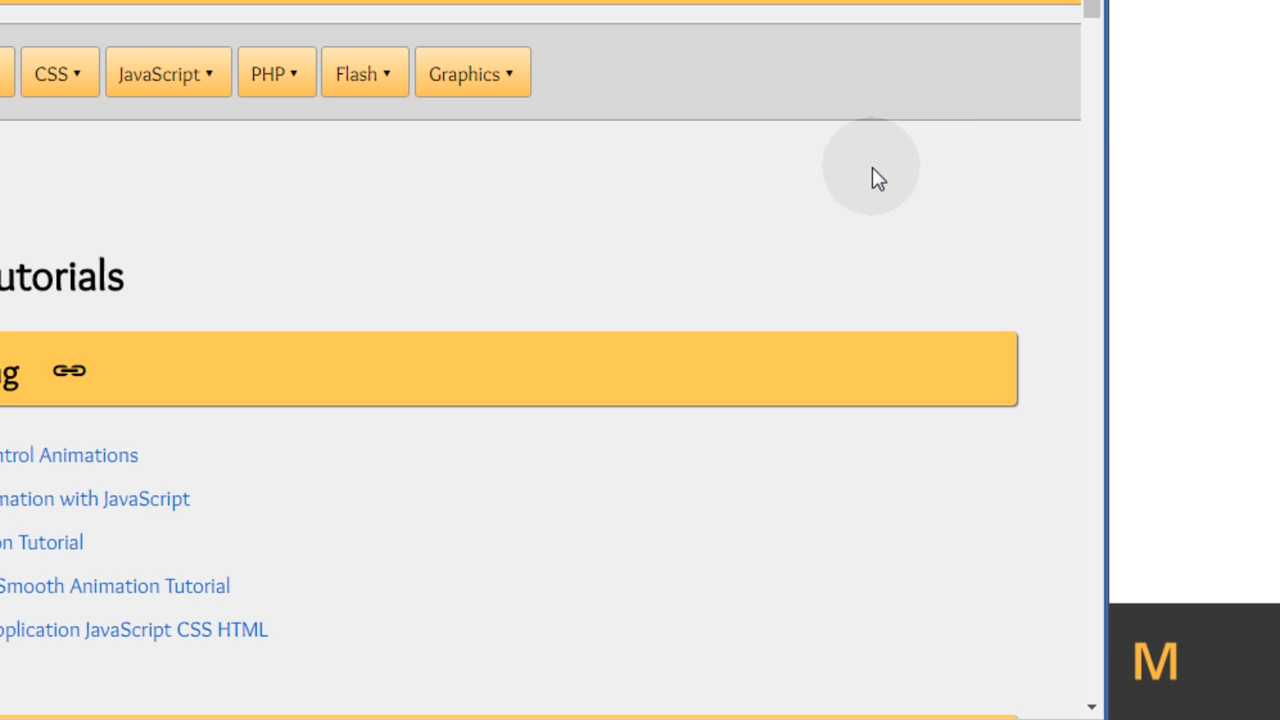 CSS ▾ JavaScript ▾ PHP ▾ Flash ▾ Graphics ▾
utorials
g
ntrol Animations
mation with JavaScript
on Tutorial
Smooth Animation Tutorial
pplication JavaScript CSS HTML
M